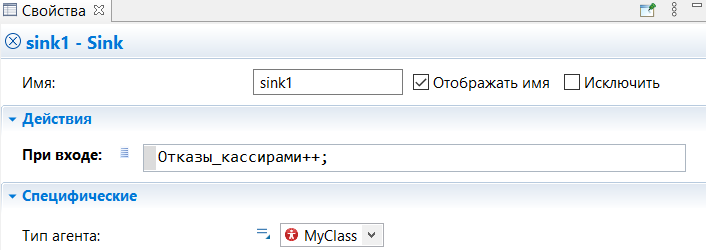 Свойства
sink1 - Sink
Имя: sink1 Отображать имя Исключить
Действия
При входе: Отказы_кассирами++;
Специфические
Тип агента: MyClass